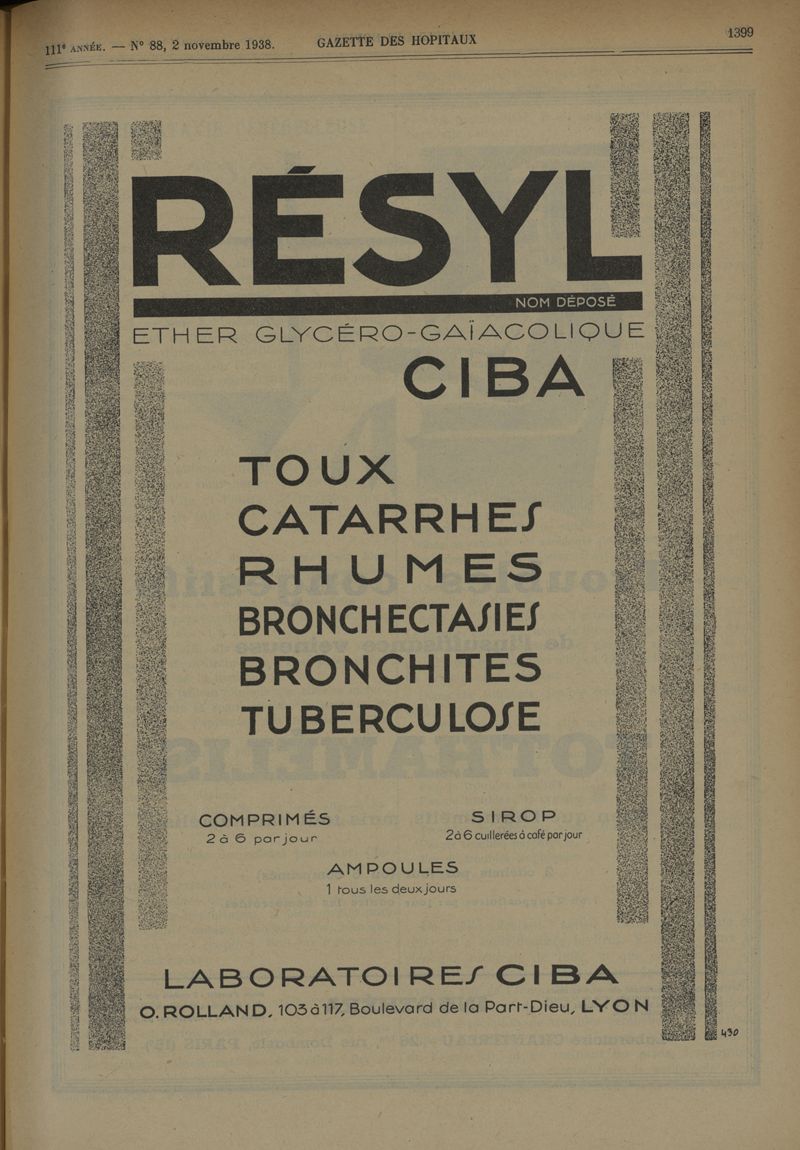 111e ANNÉE. — N° 88, 2 novembre 1938. GAZETTE DES HOPITAUX 1399
RÉSYL
NOM DÉPOSÉ
ETHER GLYCÉRO-GAÏACOLIQUE
CIBA
TOUX
CATARRHES
RHUMES
BRONCHECTASIES
BRONCHITES
TUBERCULOSE
COMPRIMÉS
2 à 6 par jour
SIROP
2 à 6 cuillerées à café par jour
AMPOULES
1 tous les deux jours
LABORATOIRES CIBA
O. ROLLAND, 103 à 117, Boulevard de la Part-Dieu, LYON
430